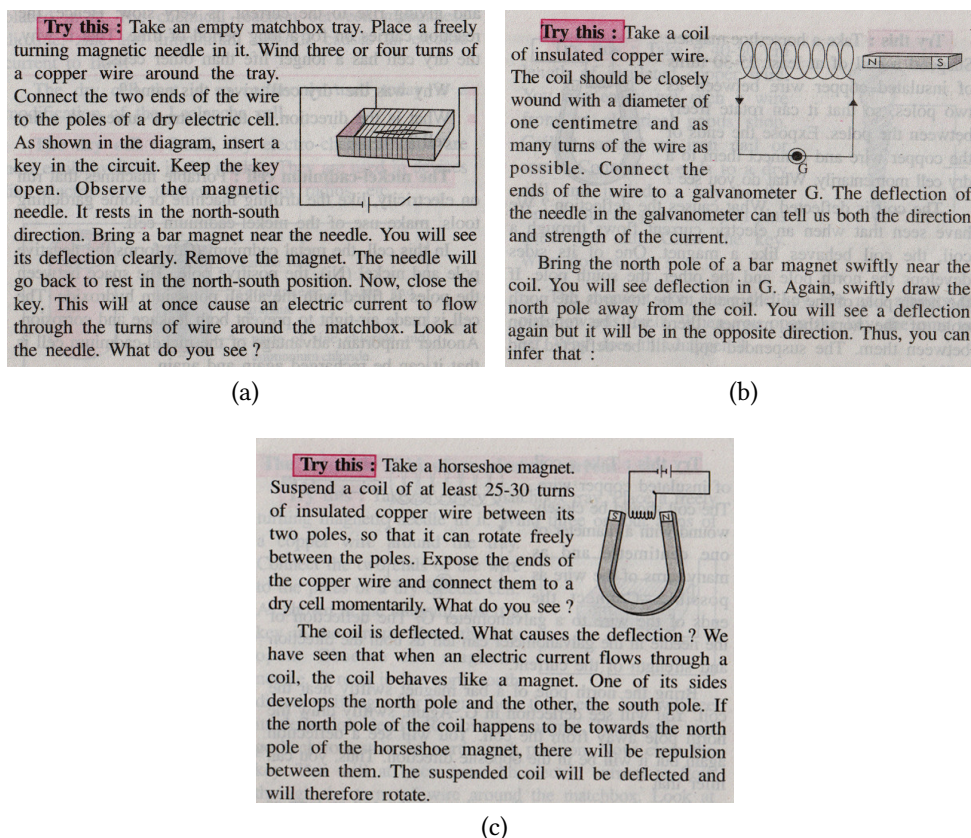 Try this : Take an empty matchbox tray. Place a freely
turning magnetic needle in it. Wind three or four turns of
a copper wire around the tray.
Connect the two ends of the wire
to the poles of a dry electric cell.
As shown in the diagram, insert a
key in the circuit. Keep the key
open. Observe the magnetic
needle. It rests in the north-south
direction. Bring a bar magnet near the needle. You will see
its deflection clearly. Remove the magnet. The needle will
go back to rest in the north-south position. Now, close the
key. This will at once cause an electric current to flow
through the turns of wire around the matchbox. Look at
the needle. What do you see ?
(a)
Try this : Take a coil
of insulated copper wire.
The coil should be closely
wound with a diameter of
one centimetre and as
many turns of the wire as
possible. Connect the
ends of the wire to a galvanometer G. The deflection of
the needle in the galvanometer can tell us both the direction
and strength of the current.
Bring the north pole of a bar magnet swiftly near the
coil. You will see deflection in G. Again, swiftly draw the
north pole away from the coil. You will see a deflection
again but it will be in the opposite direction. Thus, you can
infer that :
N S
G
(b)
Try this : Take a horseshoe magnet.
Suspend a coil of at least 25-30 turns
of insulated copper wire between its
two poles, so that it can rotate freely
between the poles. Expose the ends of
the copper wire and connect them to a
dry cell momentarily. What do you see ?
The coil is deflected. What causes the deflection ? We
have seen that when an electric current flows through a
coil, the coil behaves like a magnet. One of its sides
develops the north pole and the other, the south pole. If
the north pole of the coil happens to be towards the north
pole of the horseshoe magnet, there will be repulsion
between them. The suspended coil will be deflected and
will therefore rotate.
S N
(c)